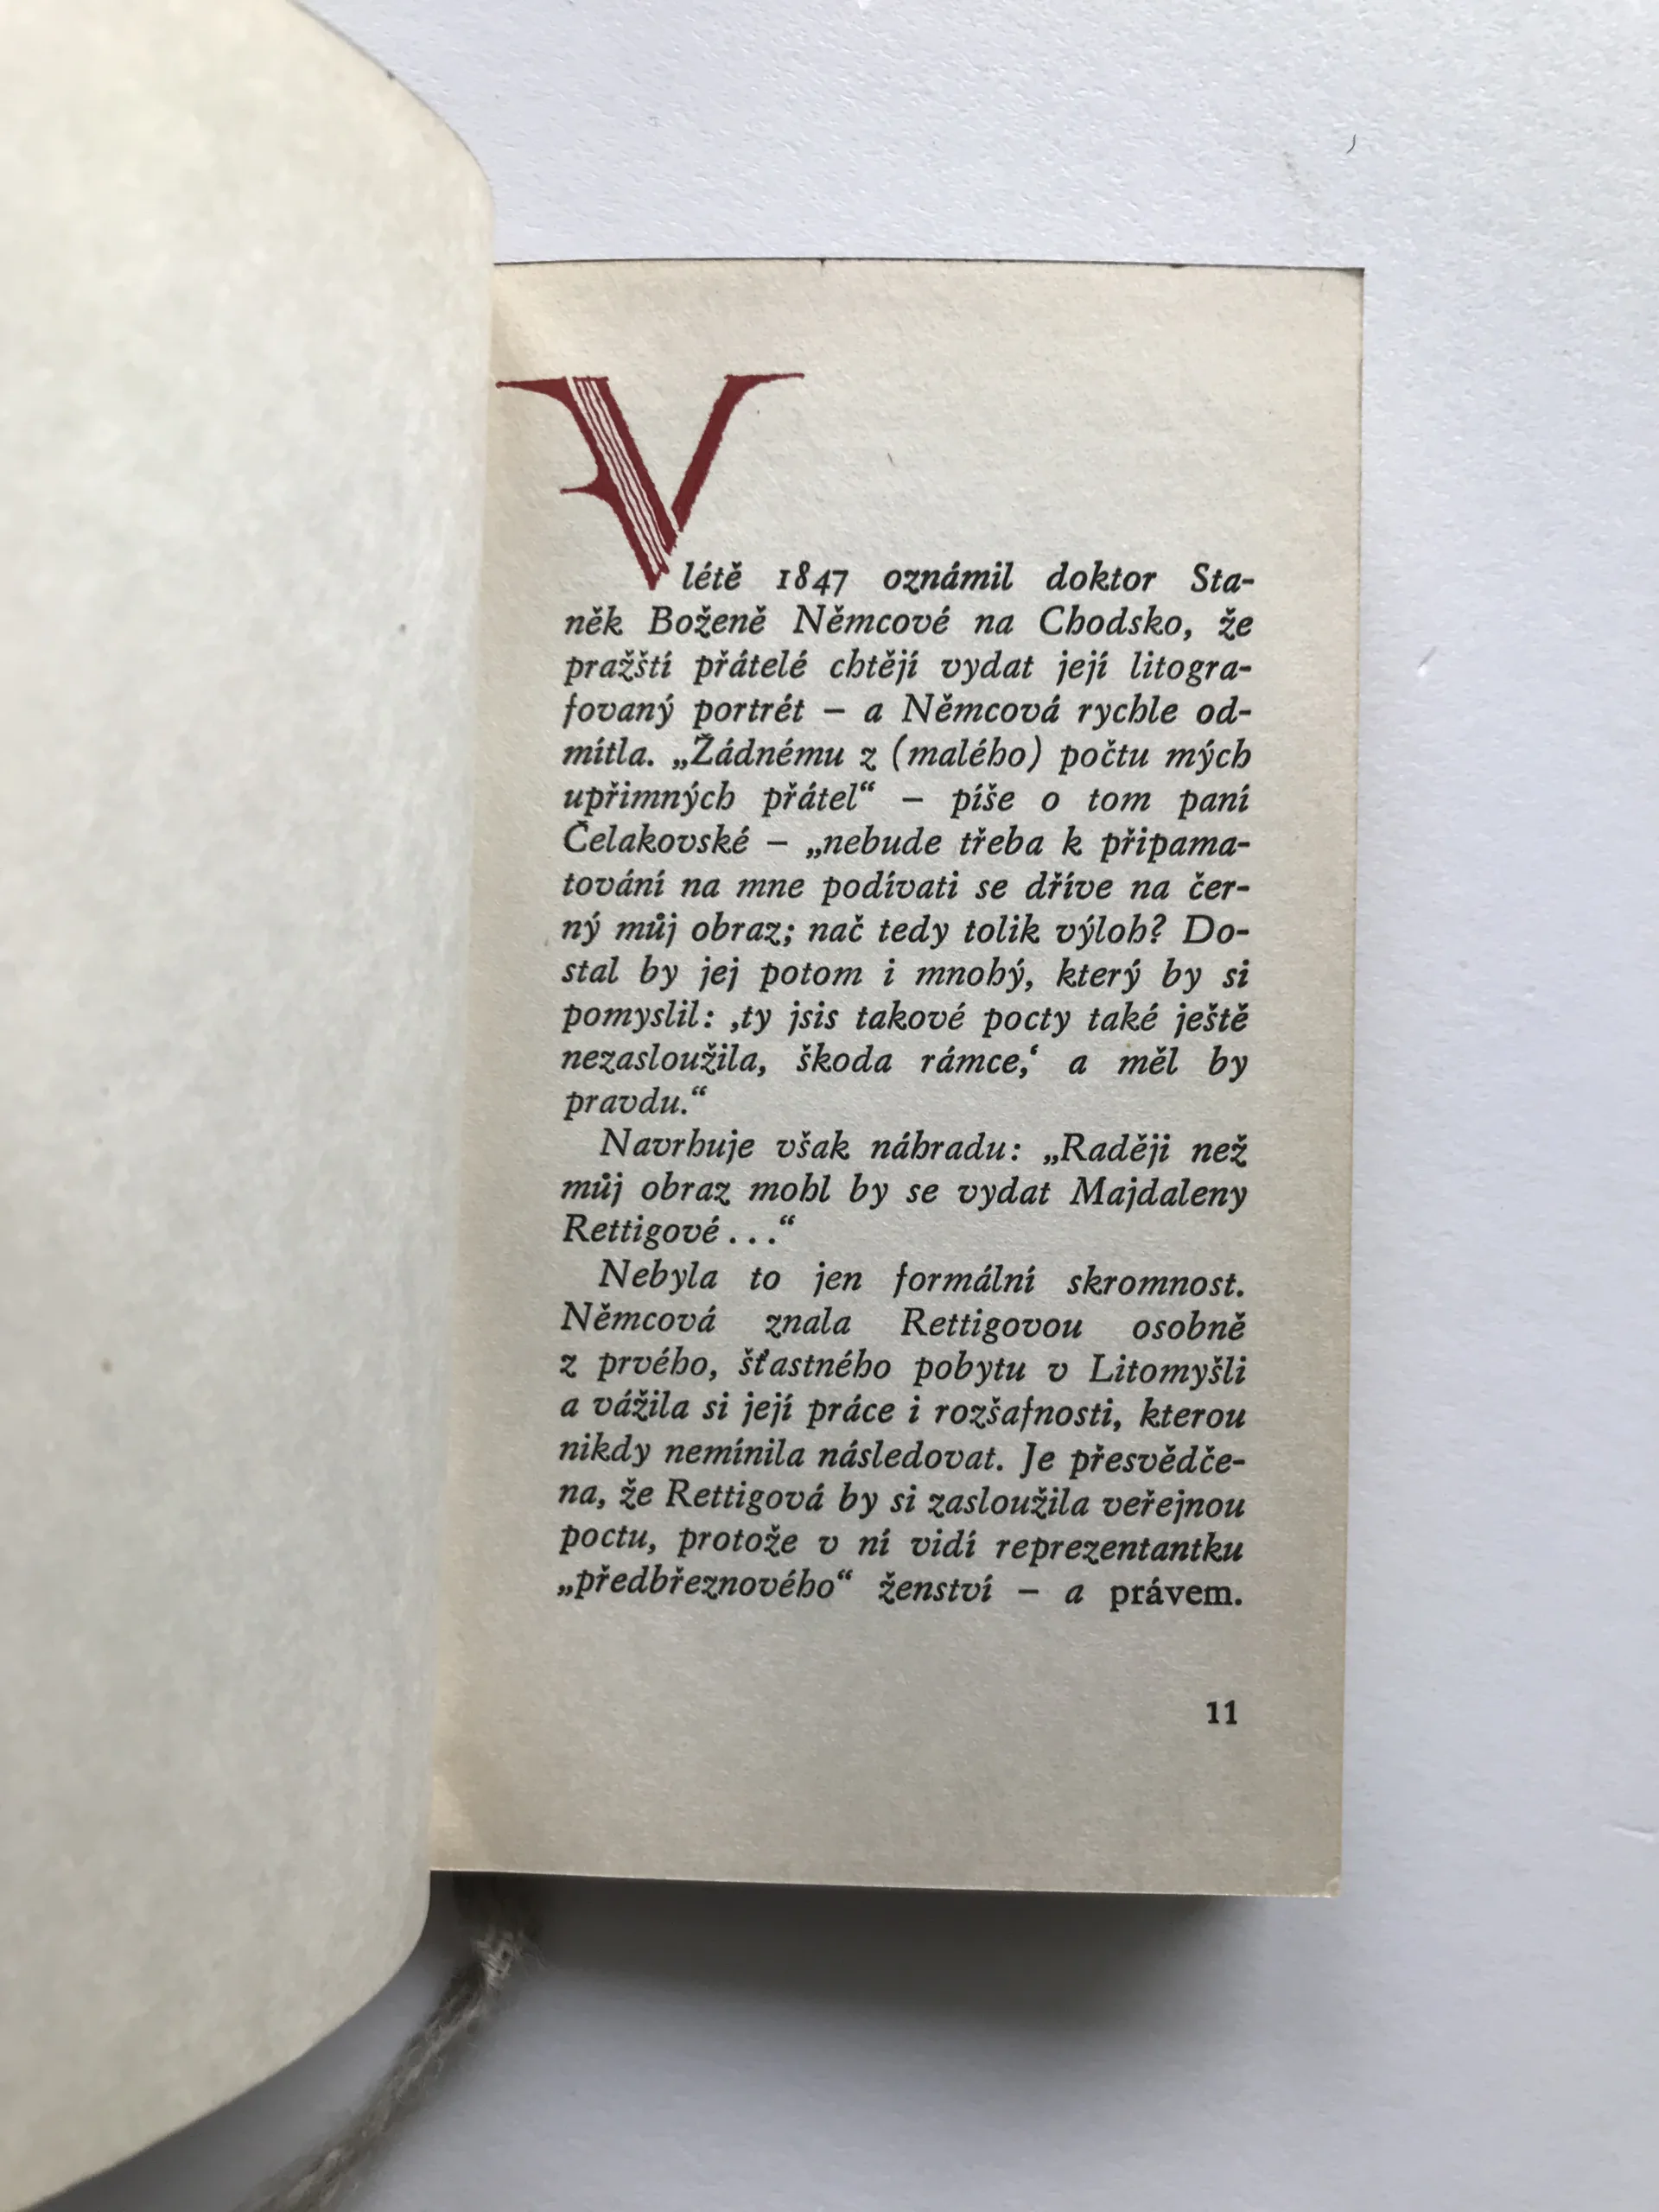 V létě 1847 oznámil doktor Sta-
něk Boženě Němcové na Chodsko, že
pražští přátelé chtějí vydat její litogra-
fovaný portrét – a Němcová rychle od-
mítla. „Žádnému z (malého) počtu mých
upřimných přátel“ – píše o tom paní
Čelakovské – „nebude třeba k připama-
tování na mne podívati se dříve na čer-
ný můj obraz; nač tedy tolik výloh? Do-
stal by jej potom i mnohý, který by si
pomyslil: ‚ty jsis takové pocty také ještě
nezasloužila, škoda rámce,‘ a měl by
pravdu.“
Navrhuje však náhradu: „Raději než
můj obraz mohl by se vydat Majdaleny
Rettigové . . .“
Nebyla to jen formální skromnost.
Němcová znala Rettigovou osobně
z prvého, šťastného pobytu v Litomyšli
a vážila si její práce i rozšafnosti, kterou
nikdy nemínila následovat. Je přesvědče-
na, že Rettigová by si zasloužila veřejnou
poctu, protože v ní vidí reprezentantku
„předbřeznového“ ženství – a právem.
11